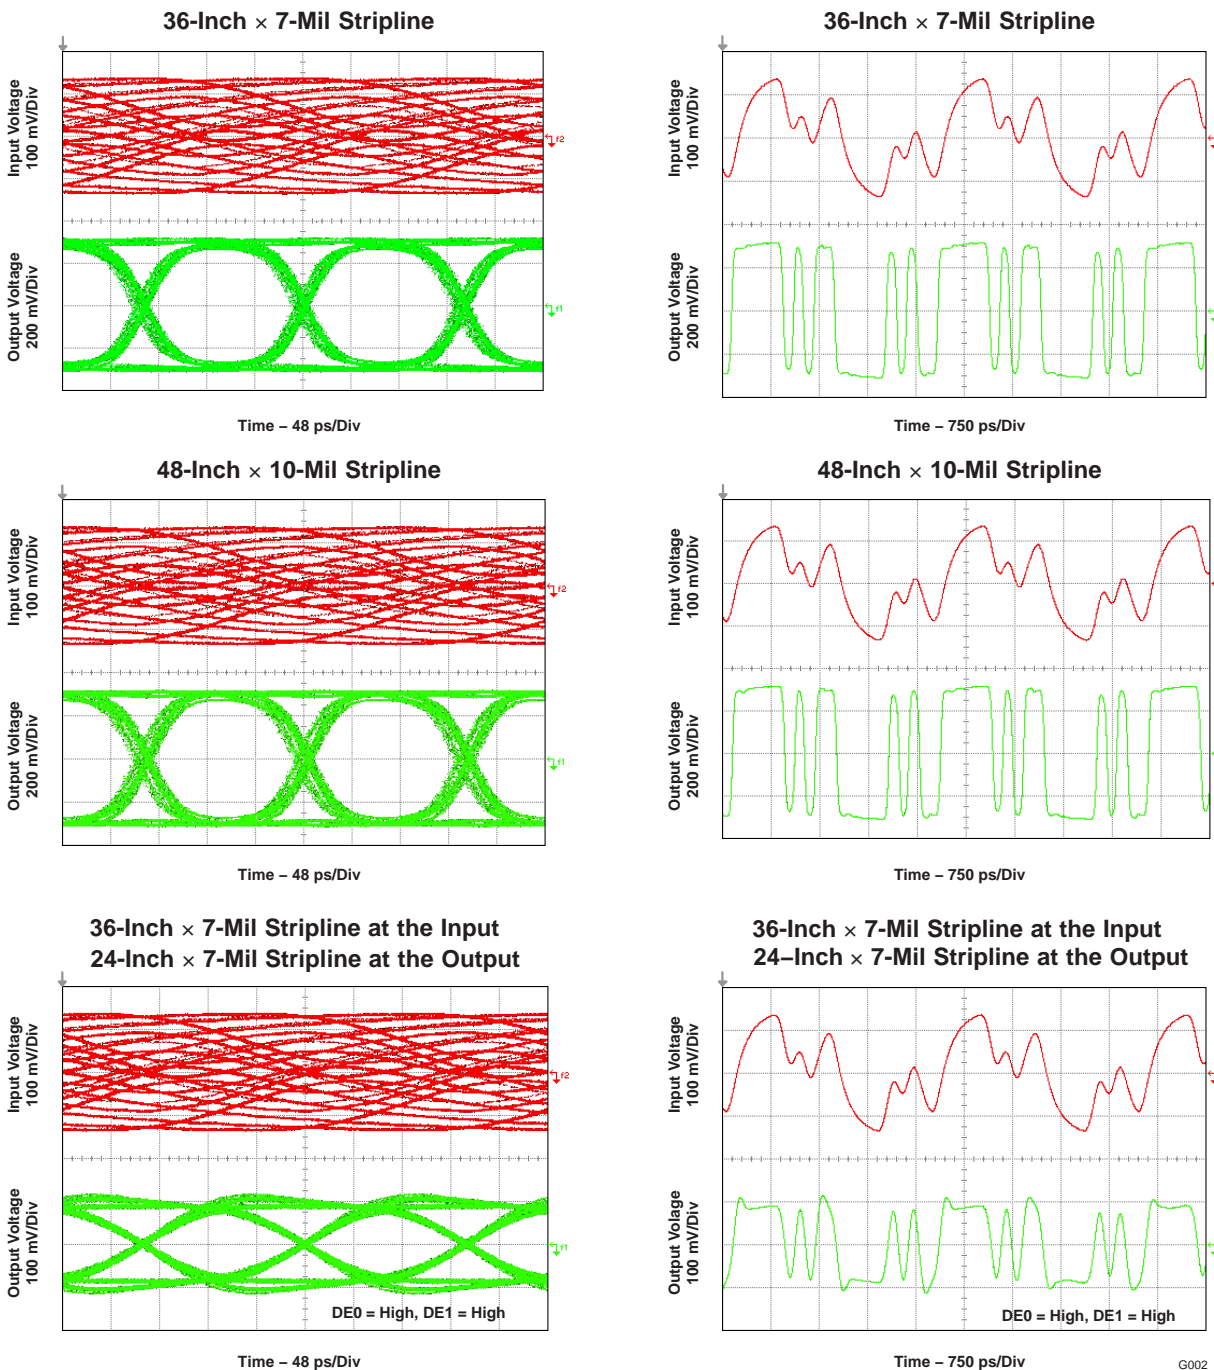 36-Inch × 7-Mil Stripline
Input Voltage
100 mV/Div
f2
Output Voltage
200 mV/Div
f1
Time – 48 ps/Div
36-Inch × 7-Mil Stripline
Input Voltage
100 mV/Div
Output Voltage
200 mV/Div
Time – 750 ps/Div
48-Inch × 10-Mil Stripline
Input Voltage
100 mV/Div
f2
Output Voltage
200 mV/Div
f1
Time – 48 ps/Div
48-Inch × 10-Mil Stripline
Input Voltage
100 mV/Div
Output Voltage
200 mV/Div
Time – 750 ps/Div
36-Inch × 7-Mil Stripline at the Input
24-Inch × 7-Mil Stripline at the Output
Input Voltage
100 mV/Div
f2
Output Voltage
100 mV/Div
f1
DE0 = High, DE1 = High
Time – 48 ps/Div
36-Inch × 7-Mil Stripline at the Input
24–Inch × 7-Mil Stripline at the Output
Input Voltage
100 mV/Div
Output Volage
100 mV/Div
DE0 = High, DE1 = High
Time – 750 ps/Div
G002